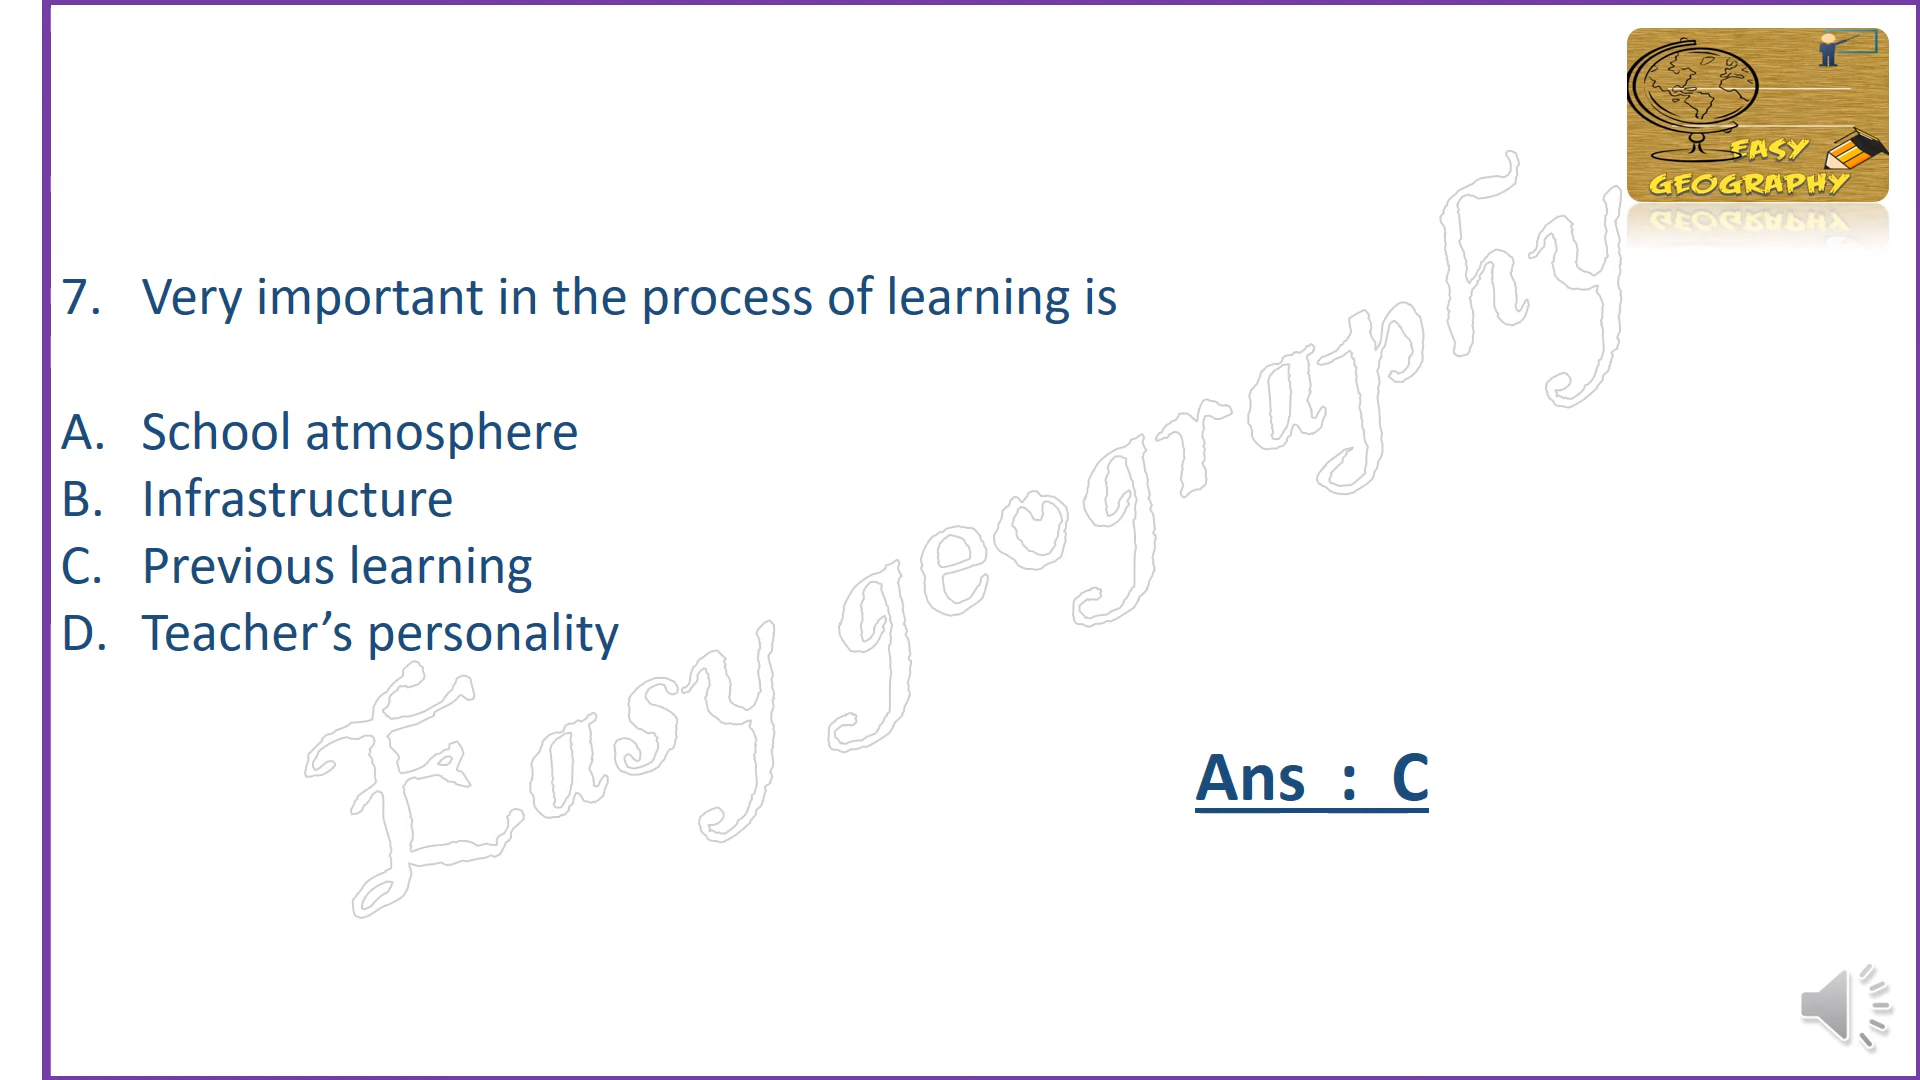 EASY
GEOGRAPHY
7. Very important in the process of learning is
A. School atmosphere
B. Infrastructure
C. Previous learning
D. Teacher’s personality
Easy geography
Ans : C